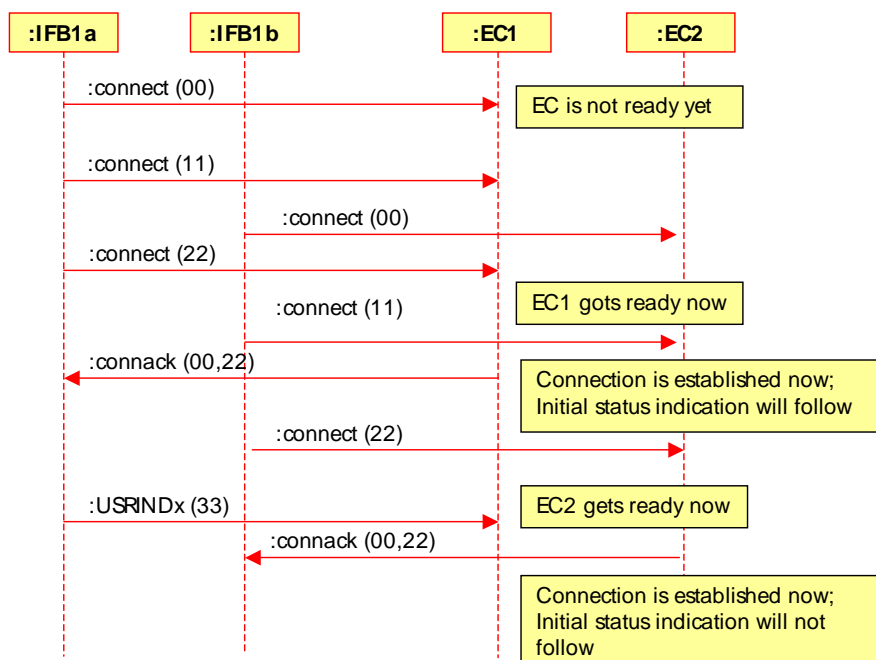 :IFB1a
:IFB1b
:EC1
:EC2
:connect (00)
EC is not ready yet
:connect (11)
:connect (00)
:connect (22)
EC1 gots ready now
:connect (11)
:connack (00,22)
Connection is established now;
Initial status indication will follow
:connect (22)
:USRINDx (33)
EC2 gets ready now
:connack (00,22)
Connection is established now;
Initial status indication will not
follow